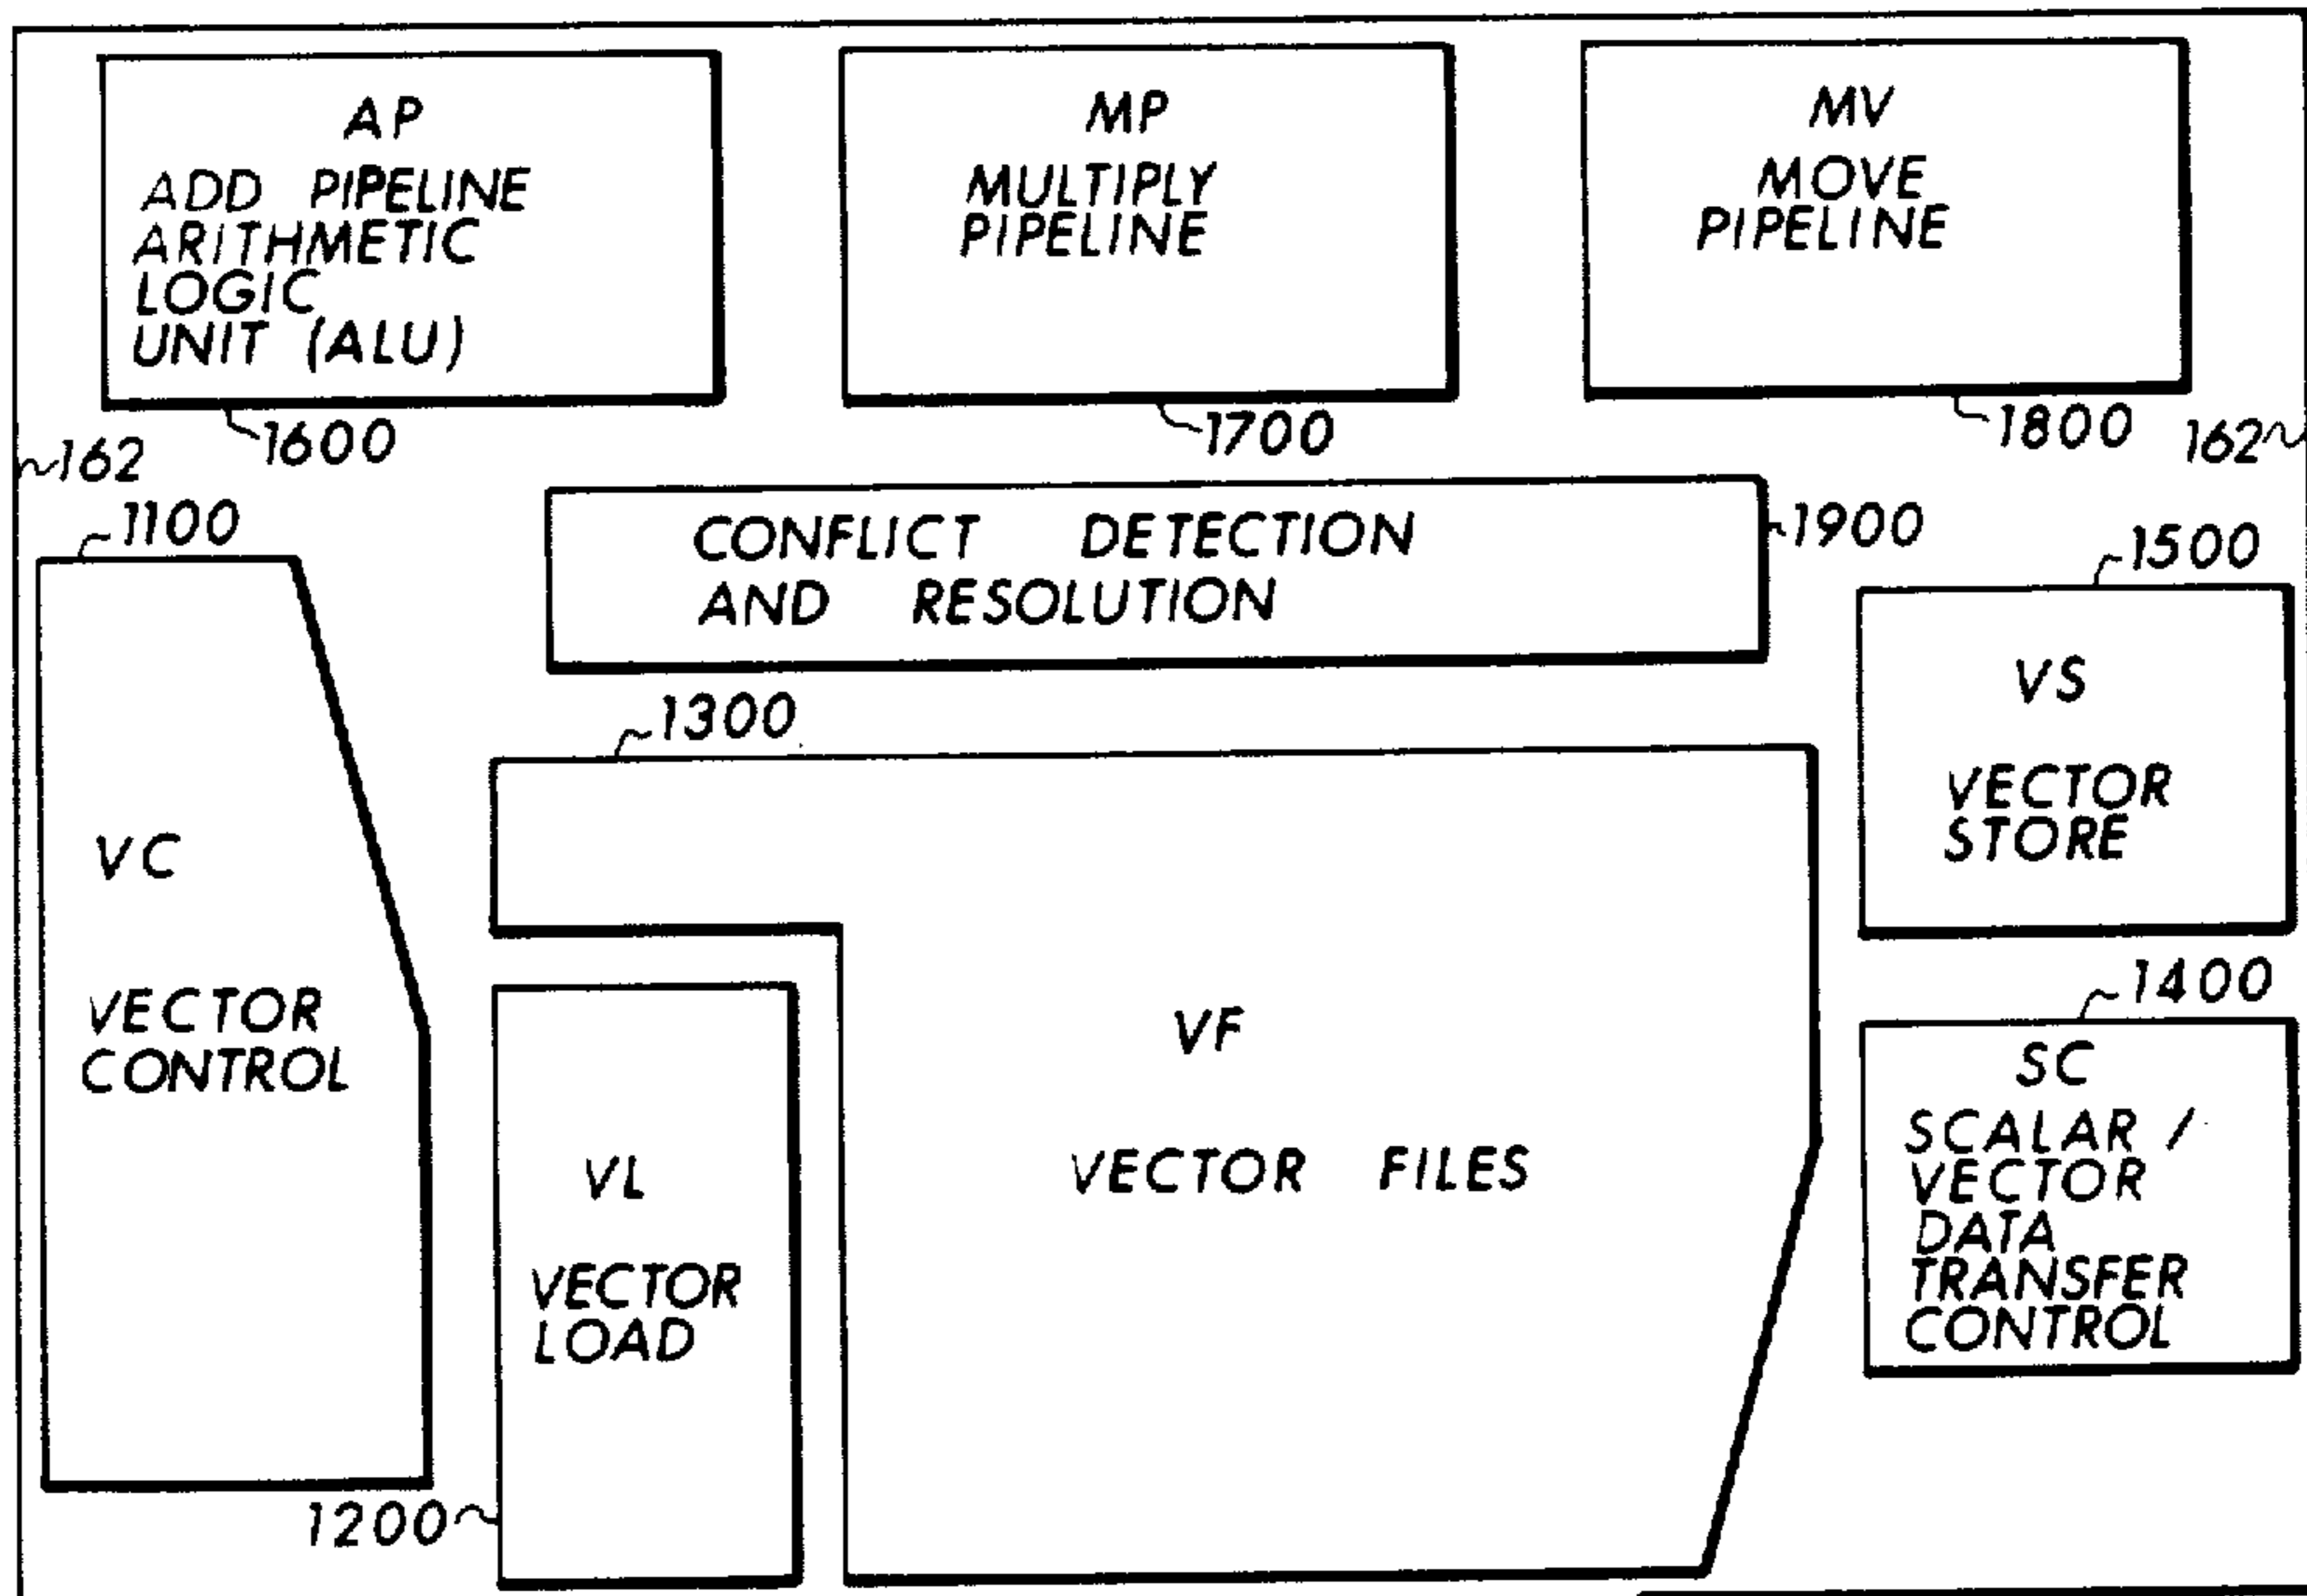 AP
ADD PIPELINE
ARITHMETIC
LOGIC
UNIT (ALU)
1600
MP
MULTIPLY
PIPELINE
1700
MV
MOVE
PIPELINE
1800
162
162
1100
VC
VECTOR
CONTROL
CONFLICT DETECTION
AND RESOLUTION
1900
1500
VS
VECTOR
STORE
1300
VF
VECTOR FILES
VL
VECTOR
LOAD
1200
1400
SC
SCALAR /
VECTOR
DATA
TRANSFER
CONTROL